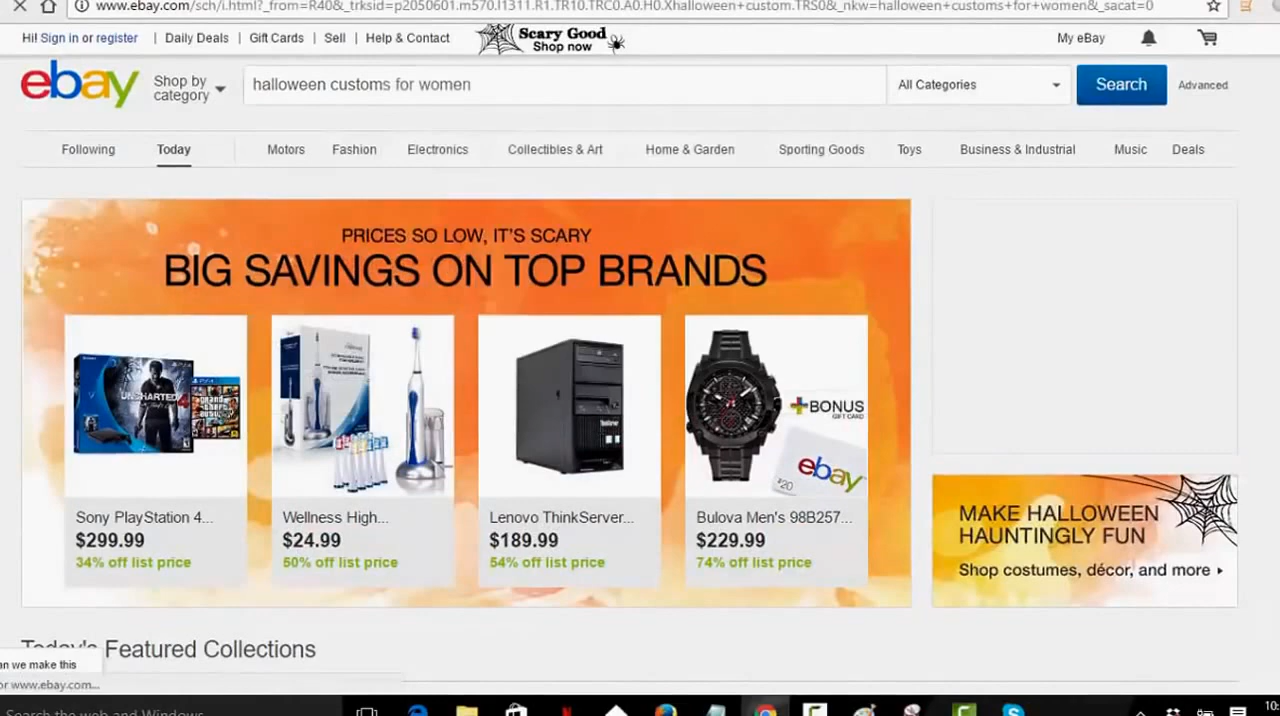 www.ebay.com/sch/i.html?_from=R40&_trksid=p2050601.m570.l1311.R1.TR10.TRC0.A0.H0.Xhalloween+custom.TRS0&_nkw=halloween+customs+for+women&_sacat=0
Hi! Sign in or register | Daily Deals | Gift Cards | Sell | Help & Contact
Scary Good
Shop now
My eBay
ebay
Shop by
category
halloween customs for women
All Categories
Search
Advanced
Following
Today
Motors
Fashion
Electronics
Collectibles & Art
Home & Garden
Sporting Goods
Toys
Business & Industrial
Music
Deals
PRICES SO LOW, IT'S SCARY
BIG SAVINGS ON TOP BRANDS
UNCHARTED
+BONUS
GIFT CARD
ebay
$20
Sony PlayStation 4...
$299.99
34% off list price
Wellness High...
$24.99
50% off list price
Lenovo ThinkServer...
$189.99
54% off list price
Bulova Men's 98B257...
$229.99
74% off list price
MAKE HALLOWEEN
HAUNTINGLY FUN
Shop costumes, décor, and more
Today's Featured Collections
an we make this
or www.ebay.com...
Search the web and Windows
10: